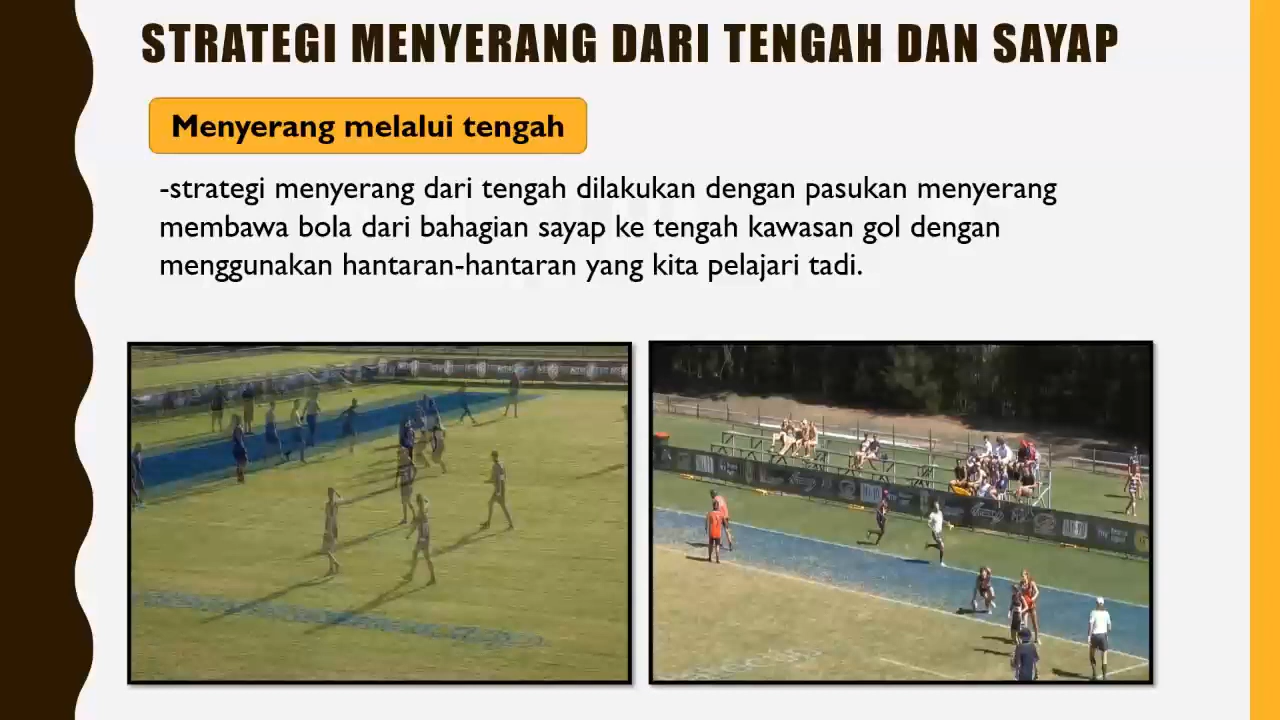 STRATEGI MENYERANG DARI TENGAH DAN SAYAP
Menyerang melalui tengah
-strategi menyerang dari tengah dilakukan dengan pasukan menyerang
membawa bola dari bahagian sayap ke tengah kawasan gol dengan
menggunakan hantaran-hantaran yang kita pelajari tadi.